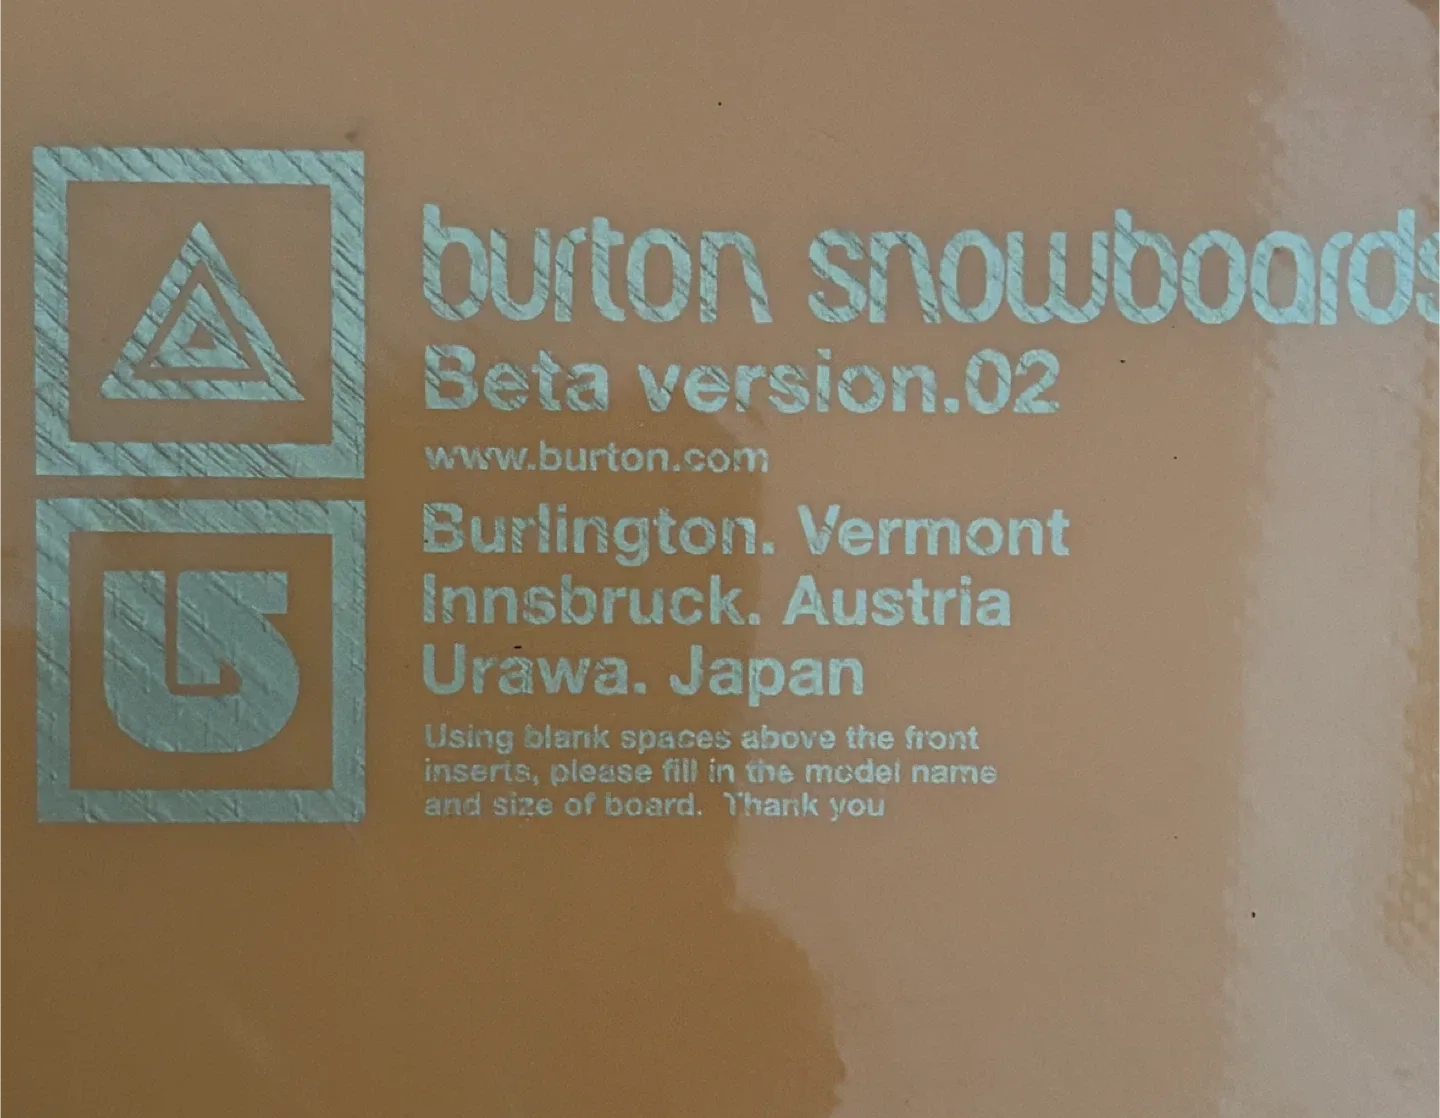 burton snowboards
Beta version.02
www.burton.com
Burlington. Vermont
Innsbruck. Austria
Urawa. Japan
Using blank spaces above the front
inserts, please fill in the model name
and size of board. Thank you